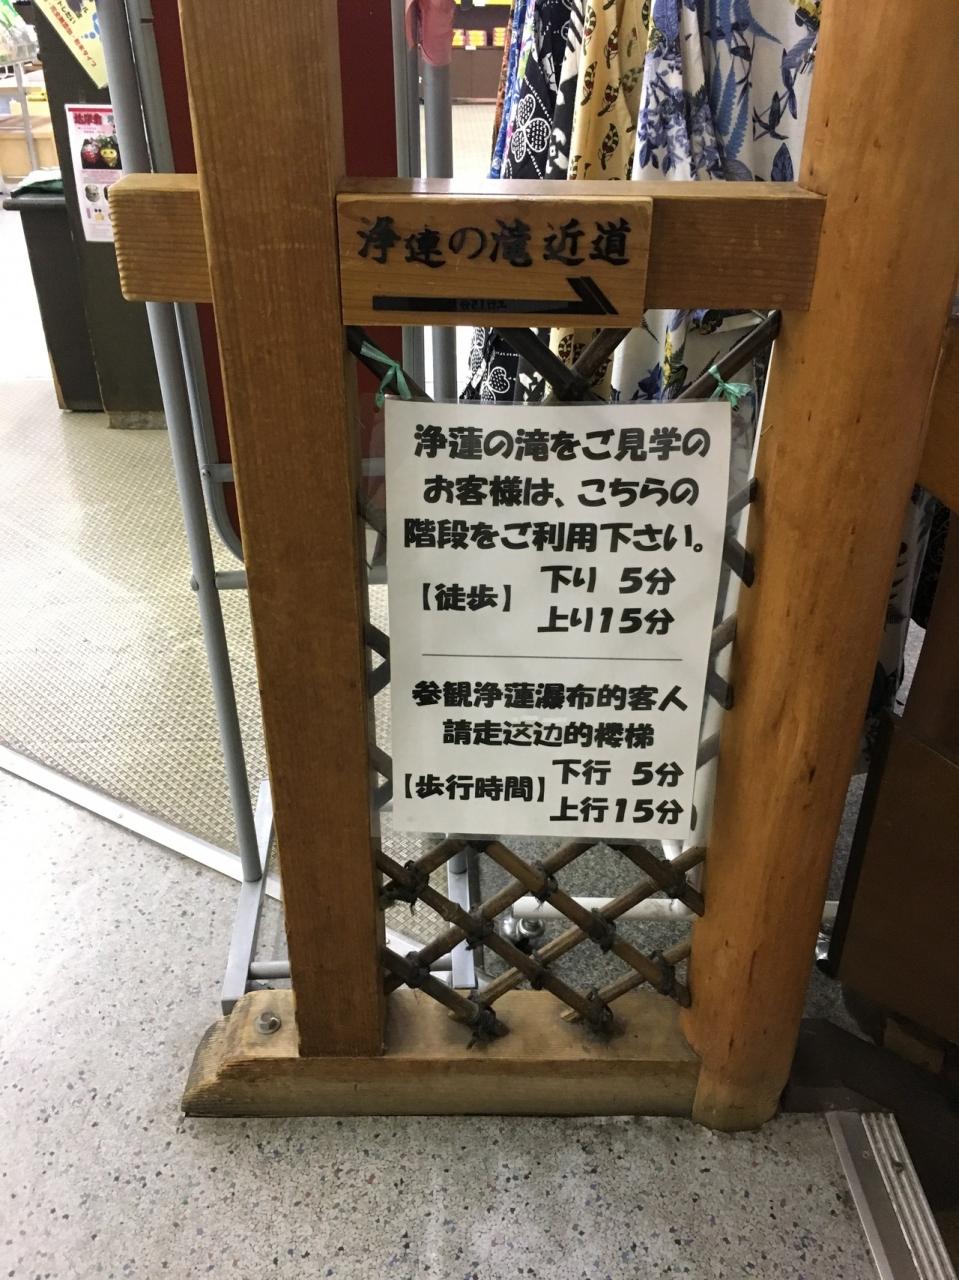 浄連の滝近道
浄蓮の滝をご見学の
お客様は、こちらの
階段をご利用下さい。
【徒歩】
下り 5分
上り15分
参観浄蓮瀑布的客人
請走这边的樓梯
【歩行時間】
下行 5分
上行15分